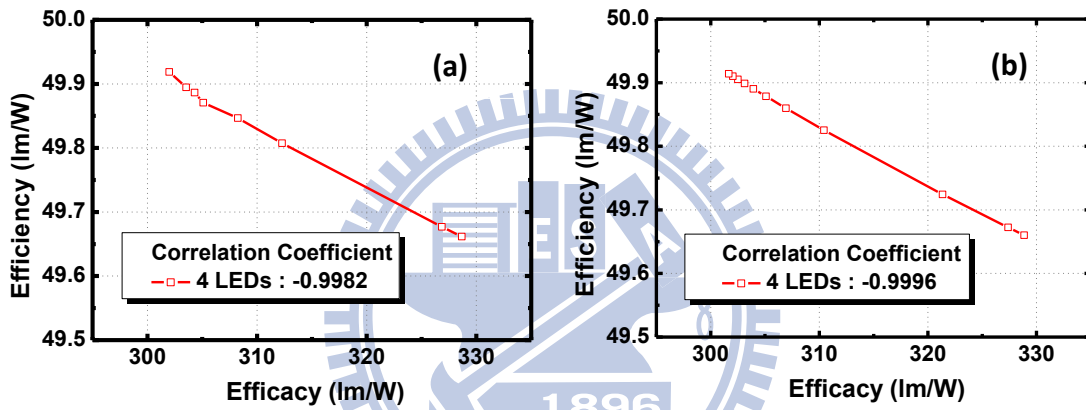 50.0
49.9
49.8
49.7
49.6
49.5
Efficiency (lm/W)
(a)
Correlation Coefficient
4 LEDs : -0.9982
300
310
320
330
Efficacy (lm/W)
50.0
49.9
49.8
49.7
49.6
49.5
Efficiency (lm/W)
(b)
Correlation Coefficient
4 LEDs : -0.9996
300
310
320
330
Efficacy (lm/W)
E S A
1896